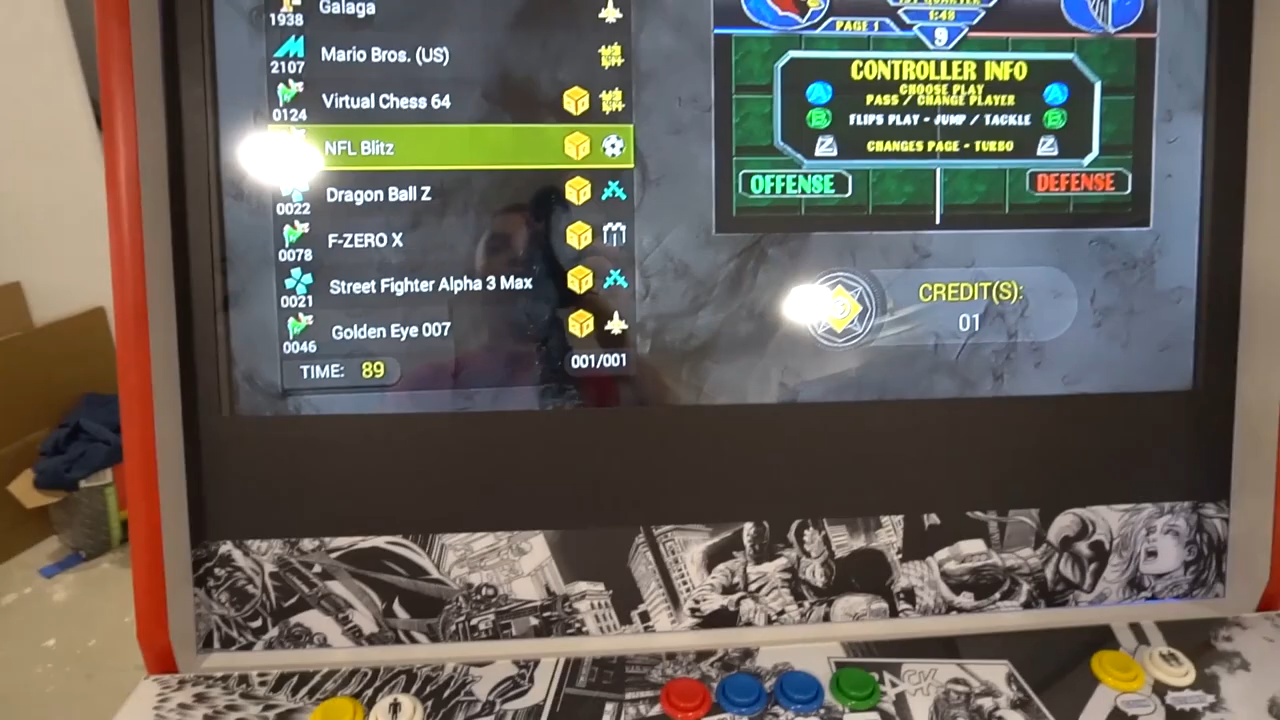 Galaga
1938
Mario Bros. (US)
2107
Virtual Chess 64
0124
NFL Blitz
Dragon Ball Z
0022
F-ZERO X
0078
Street Fighter Alpha 3 Max
0021
Golden Eye 007
0046
TIME: 89
001/001
1:48
PAGE 1
9
CONTROLLER INFO
A CHOOSE PLAY A
PASS / CHANGE PLAYER
B FLIPS PLAY - JUMP / TACKLE B
Z CHANGES PAGE - TURBO Z
OFFENSE
DEFENSE
CREDIT(S):
01